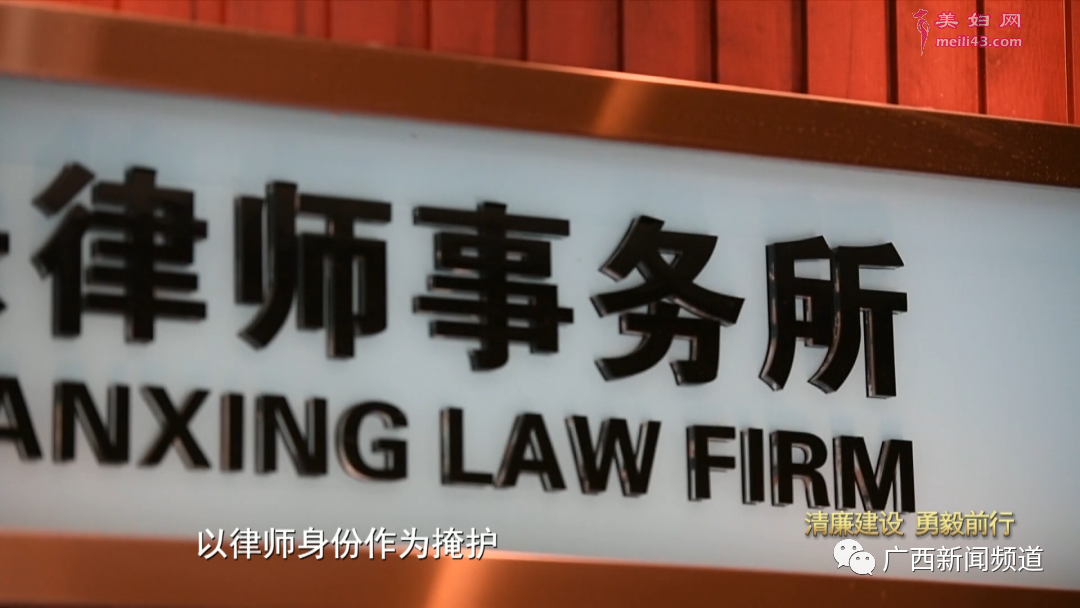 美妇网
meili43.com
律师事务所
ANXING LAW FIRM
清廉建设 勇毅前行
以律师身份作为掩护
广西新闻频道